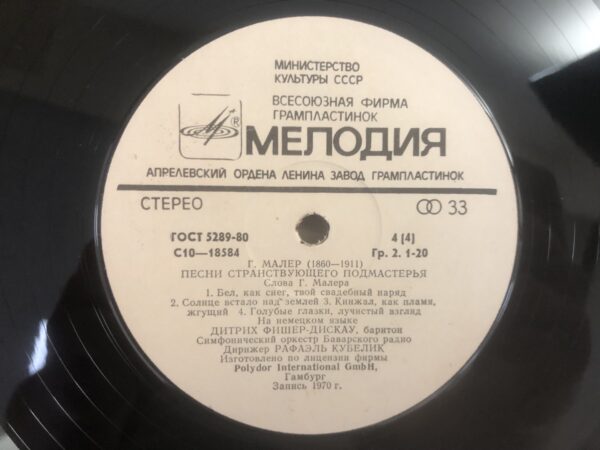 МИНИСТЕРСТВО
КУЛЬТУРЫ СССР
ВСЕСОЮЗНАЯ ФИРМА
ГРАМПЛАСТИНОК
®
МЕЛОДИЯ
АПРЕЛЕВСКИЙ ОРДЕНА ЛЕНИНА ЗАВОД ГРАМПЛАСТИНОК
СТЕРЕО 33
ГОСТ 5289-80 4 [4]
С10—18584 Гр. 2. 1-20
Г. МАЛЕР (1860—1911)
ПЕСНИ СТРАНСТВУЮЩЕГО ПОДМАСТЕРЬЯ
Слова Г. Малера
1. Бел, как снег, твой свадебный наряд
2. Солнце встало над землей 3. Кинжал, как пламя,
жгущий 4. Голубые глазки, лучистый взгляд
На немецком языке
ДИТРИХ ФИШЕР-ДИСКАУ, баритон
Симфонический оркестр Баварского радио
Дирижер РАФАЭЛЬ КУБЕЛИК
Изготовлено по лицензии фирмы
Polydor International GmbH,
Гамбург
Запись 1970 г.